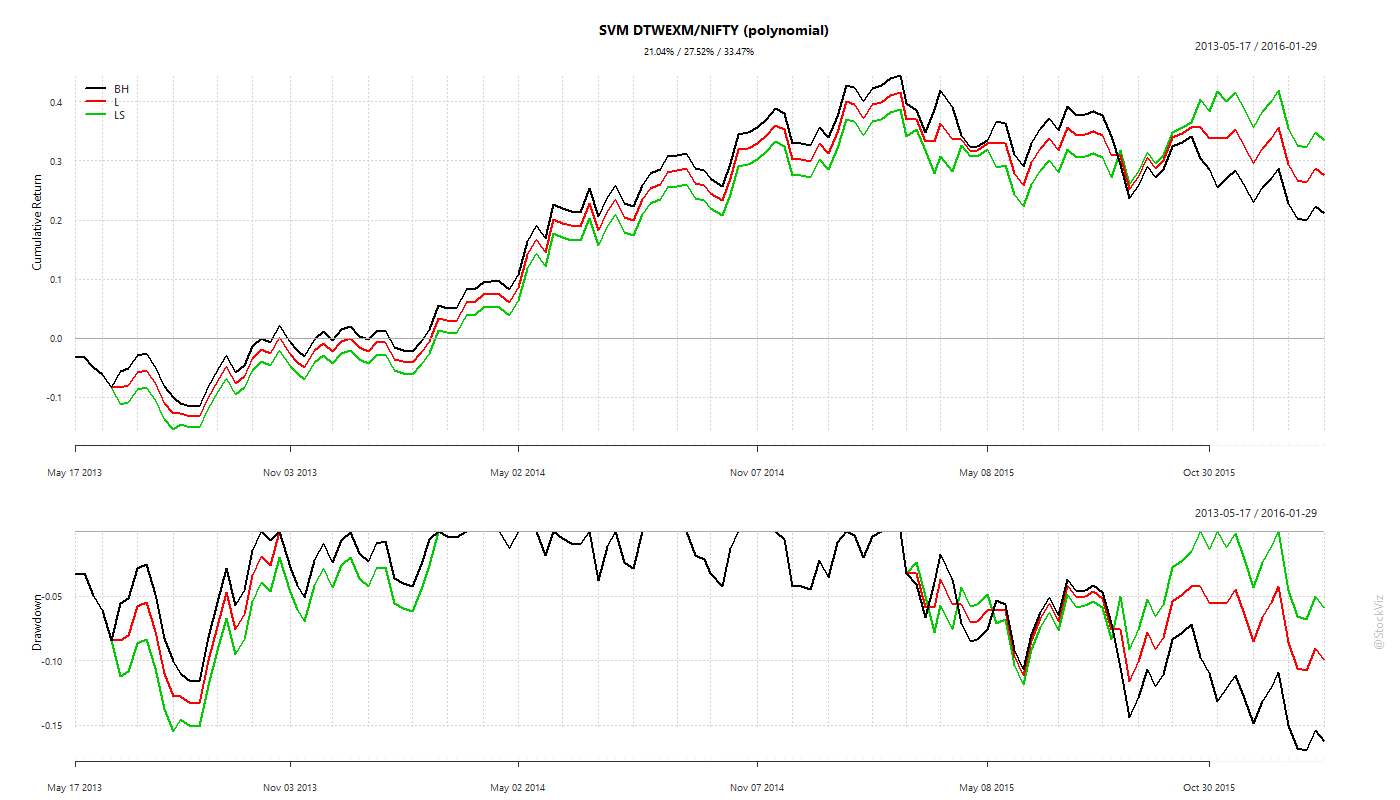 SVM DTWEXM/NIFTY (polynomial)
21.04% / 27.52% / 33.47%
2013-05-17 / 2016-01-29
BH
L
LS
Cumulative Return
0.4
0.3
0.2
0.1
0.0
-0.1
May 17 2013
Nov 03 2013
May 02 2014
Nov 07 2014
May 08 2015
Oct 30 2015
2013-05-17 / 2016-01-29
Drawdown
-0.05
-0.10
-0.15
May 17 2013
Nov 03 2013
May 02 2014
Nov 07 2014
May 08 2015
Oct 30 2015
@StockViz